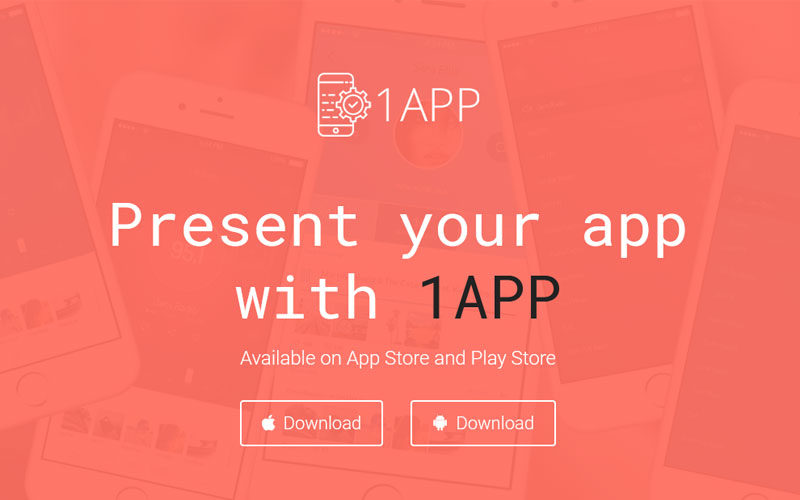 1APP
Present your app
with 1APP
Available on App Store and Play Store
Download
Download